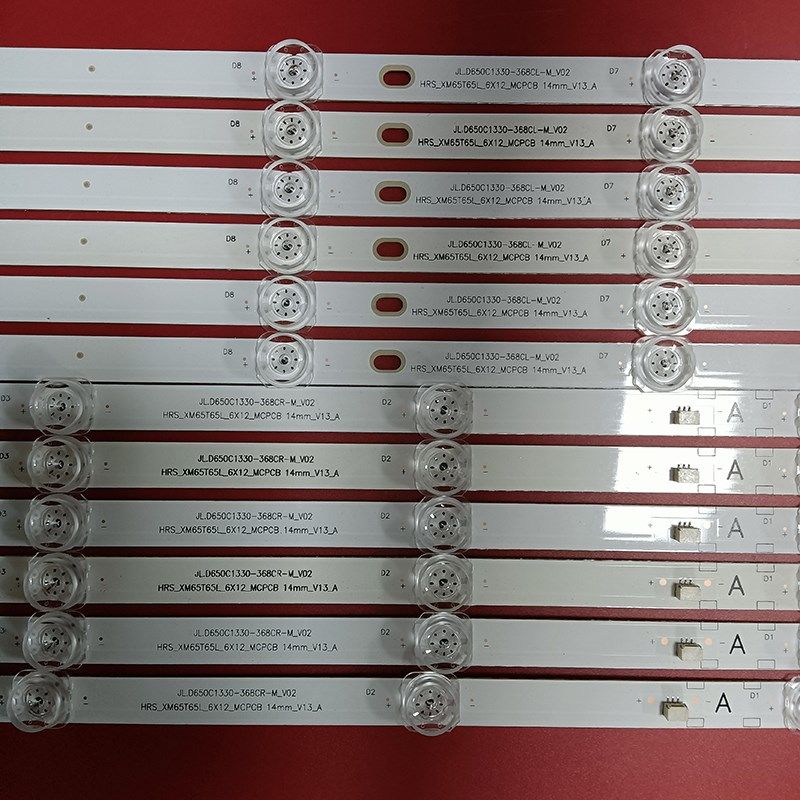 D8 JL.D650C1330-368CL-M_V02 D7
HRS_XM65T65L_6X12_MCPCB 14mm_V13_A
D8 JL.D650C1330-368CL-M_V02 D7
HRS_XM65T65L_6X12_MCPCB 14mm_V13_A
D8 JL.D650C1330-368CL-M_V02 D7
HRS_XM65T65L_6X12_MCPCB 14mm_V13_A
D8 JL.D650C1330-368CL-M_V02 D7
HRS_XM65T65L_6X12_MCPCB 14mm_V13_A
D8 JL.D650C1330-368CL-M_V02 D7
HRS_XM65T65L_6X12_MCPCB 14mm_V13_A
D8 JL.D650C1330-368CL-M_V02 D7
HRS_XM65T65L_6X12_MCPCB 14mm_V13_A
D3 JL.D650C1330-368CR-M_V02 D2 A D1
HRS_XM65T65L_6X12_MCPCB 14mm_V13_A
D3 JL.D650C1330-368CR-M_V02 D2 A D1
HRS_XM65T65L_6X12_MCPCB 14mm_V13_A
JL.D650C1330-368CR-M_V02 D2 A D1
HRS_XM65T65L_6X12_MCPCB 14mm_V13_A
JL.D650C1330-368CR-M_V02 D2 A D1
HRS_XM65T65L_6X12_MCPCB 14mm_V13_A
JL.D650C1330-368CR-M_V02 D2 A D1
HRS_XM65T65L_6X12_MCPCB 14mm_V13_A
JL.D650C1330-368CR-M_V02 D2 A D1
HRS_XM65T65L_6X12_MCPCB 14mm_V13_A